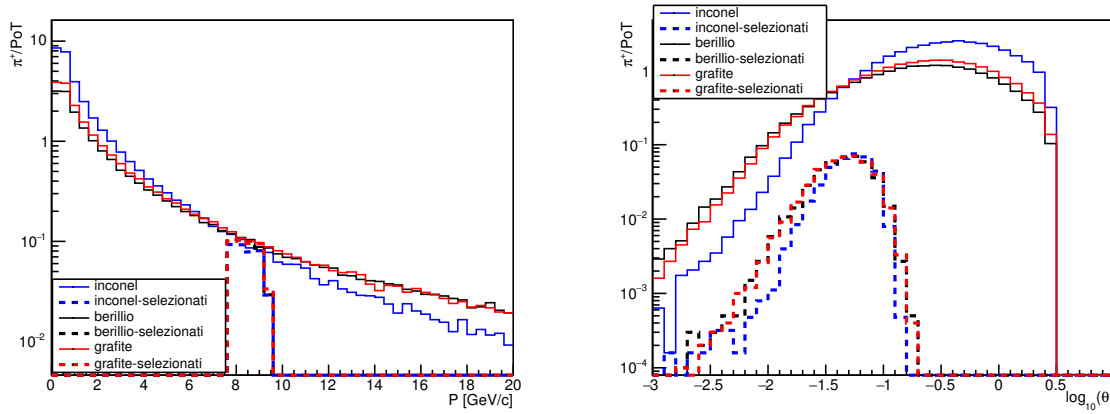 π⁺/PoT
10
1
10⁻¹
10⁻²
inconel
inconel-selezionati
berillio
berillio-selezionati
grafite
grafite-selezionati
0 2 4 6 8 10 12 14 16 18 20
P [GeV/c]
π⁺/PoT
inconel
inconel-selezionati
berillio
berillio-selezionati
grafite
grafite-selezionati
1
10⁻¹
10⁻²
10⁻³
10⁻⁴
−3 −2.5 −2 −1.5 −1 −0.5 0 0.5 1
log₁₀(θ